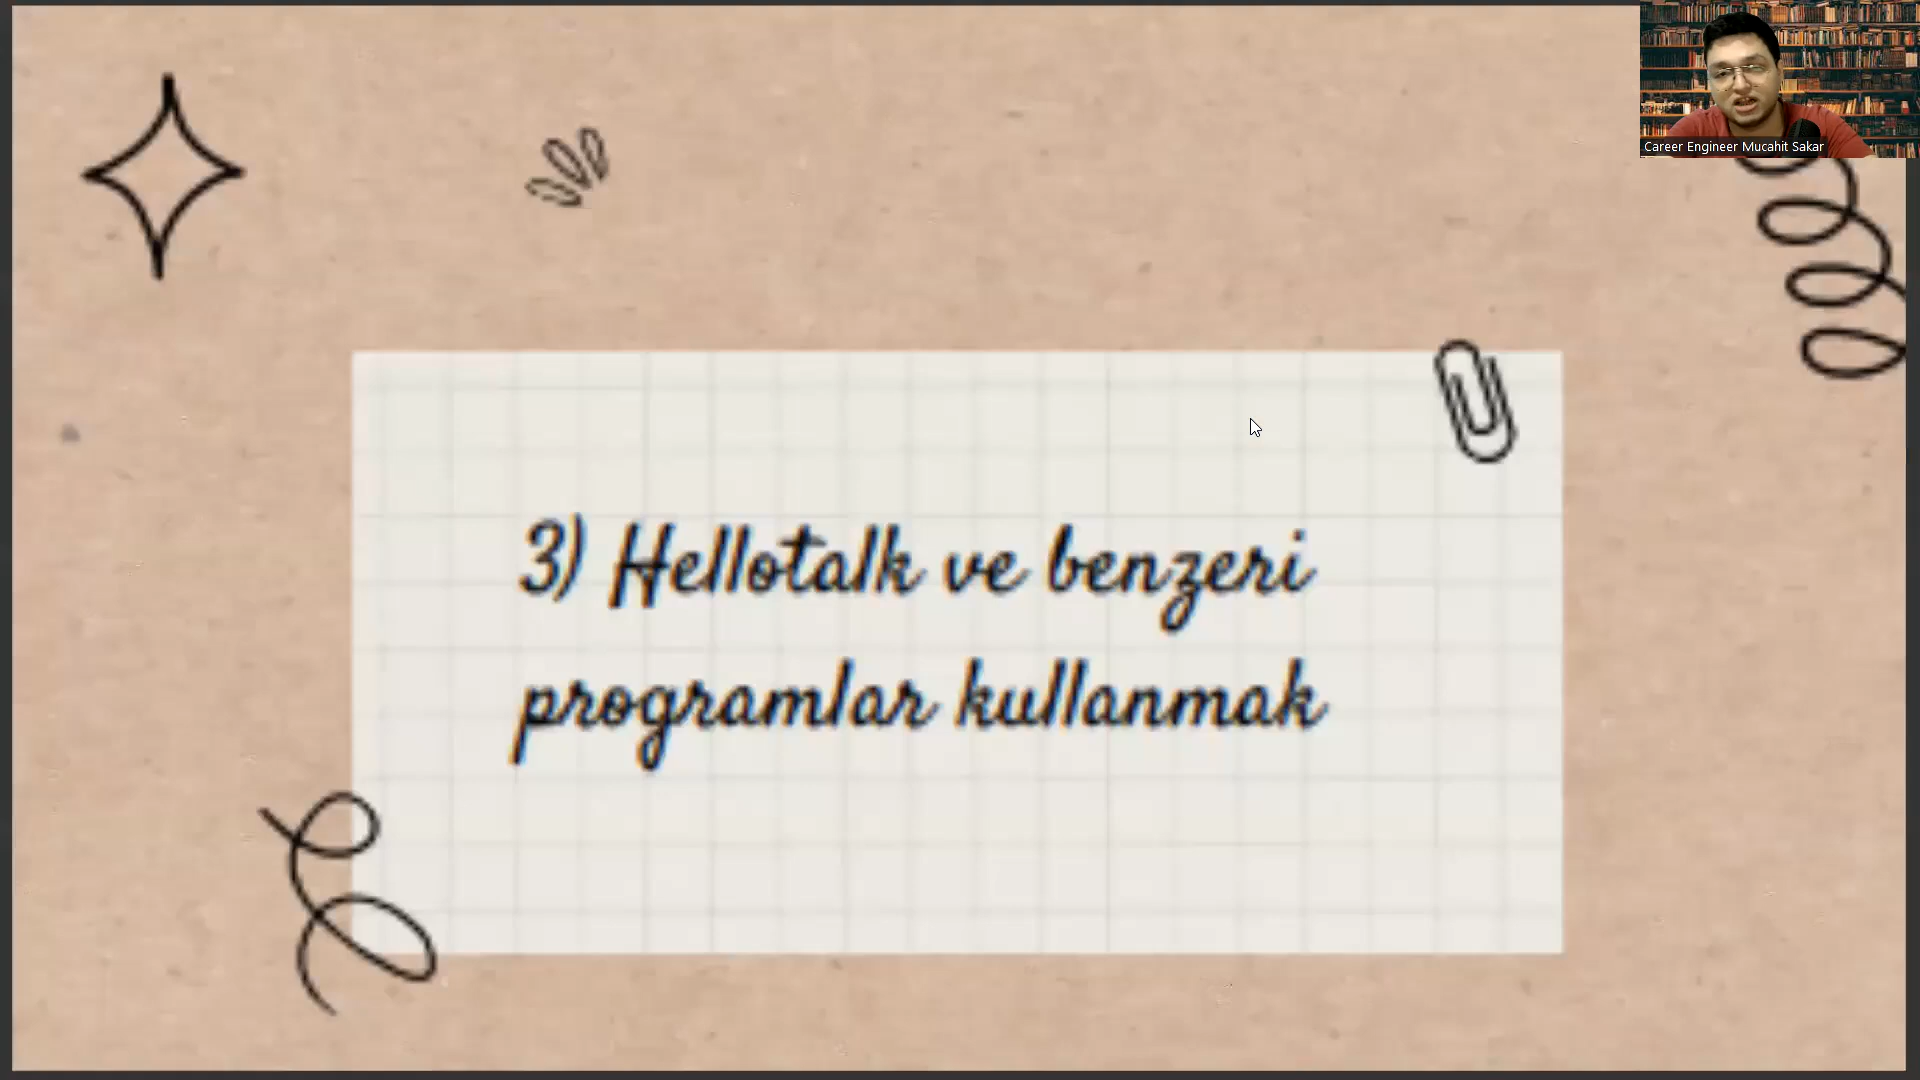 Career Engineer Mucahit Sakar
3) Hellotalk ve benzeri
programlar kullanmak